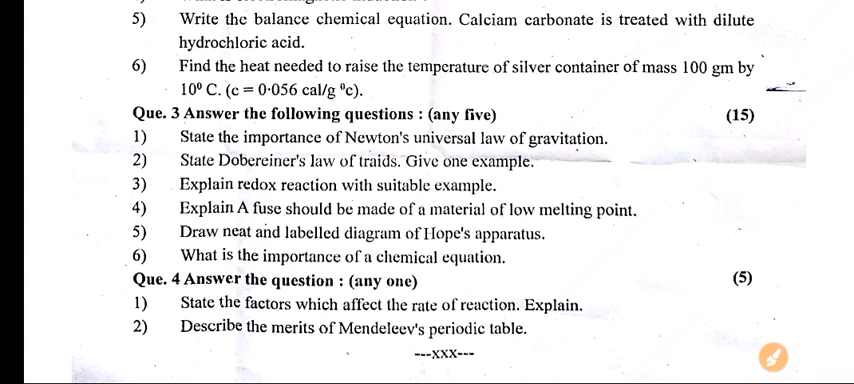 5) Write the balance chemical equation. Calciam carbonate is treated with dilute
hydrochloric acid.
6) Find the heat needed to raise the temperature of silver container of mass 100 gm by
10⁰ C. (c = 0·056 cal/g ⁰c).
Que. 3 Answer the following questions : (any five) (15)
1) State the importance of Newton's universal law of gravitation.
2) State Dobereiner's law of traids. Give one example.
3) Explain redox reaction with suitable example.
4) Explain A fuse should be made of a material of low melting point.
5) Draw neat and labelled diagram of Hope's apparatus.
6) What is the importance of a chemical equation.
Que. 4 Answer the question : (any one) (5)
1) State the factors which affect the rate of reaction. Explain.
2) Describe the merits of Mendeleev's periodic table.
---xxx---